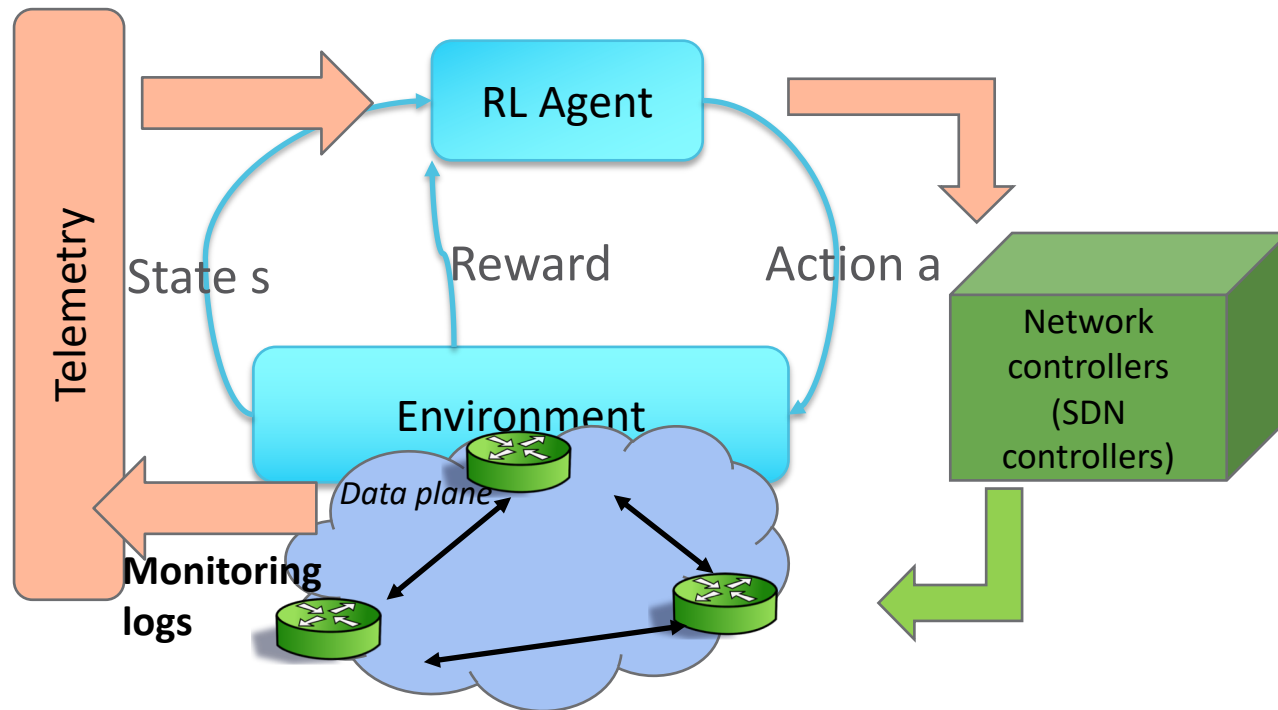 RL Agent
Telemetry
State s
Reward
Action a
Network
controllers
(SDN
controllers)
Environment
Data plane
Monitoring
logs